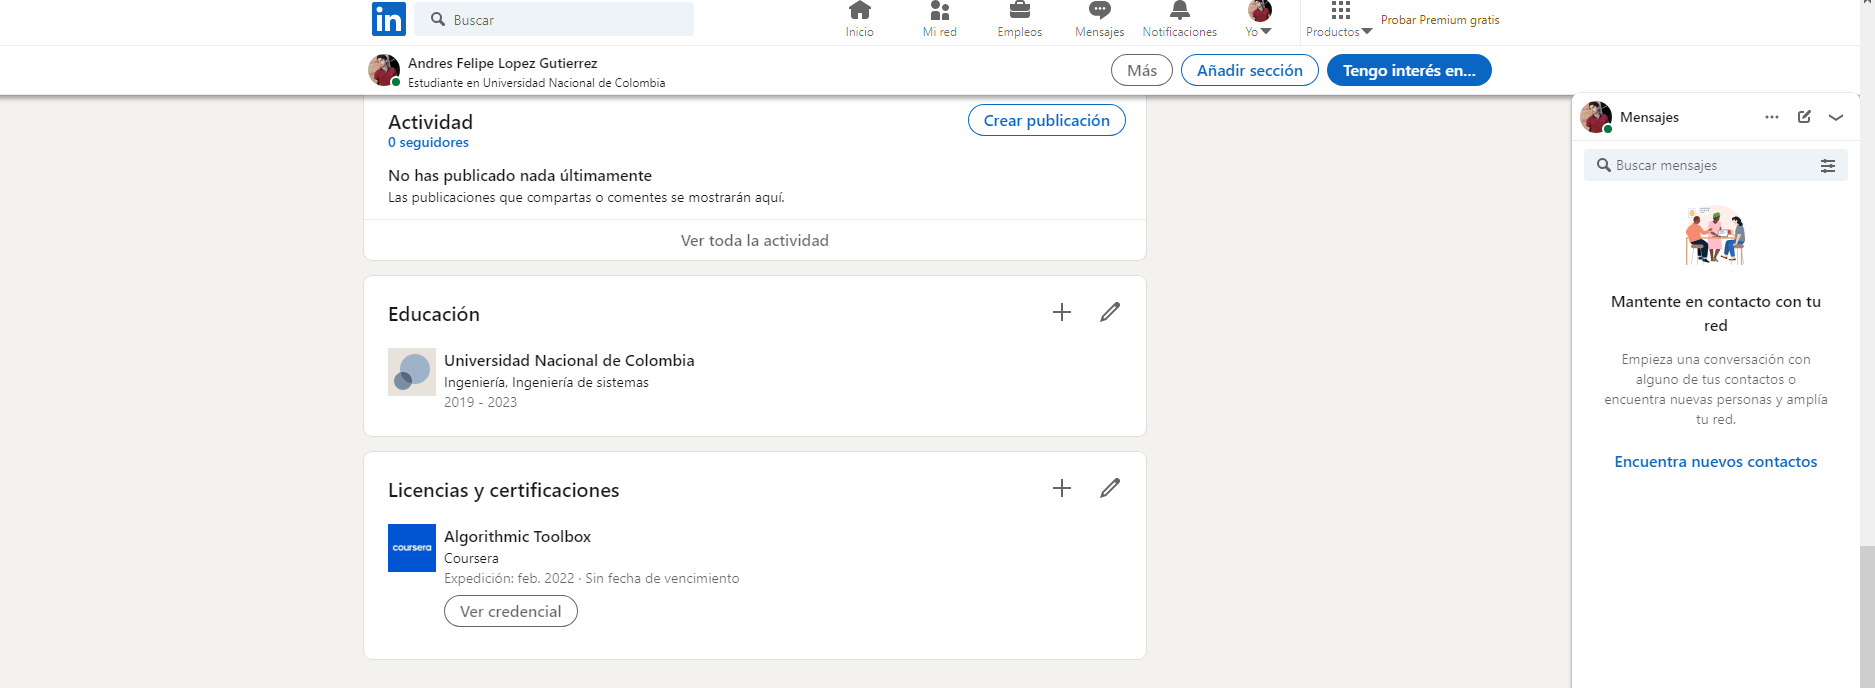 in
Buscar
Inicio
Mi red
Empleos
Mensajes
Notificaciones
Yo
Productos
Probar Premium gratis
Andres Felipe Lopez Gutierrez
Estudiante en Universidad Nacional de Colombia
Más
Añadir sección
Tengo interés en...
Actividad
0 seguidores
Crear publicación
No has publicado nada últimamente
Las publicaciones que compartas o comentes se mostrarán aquí.
Ver toda la actividad
Educación
Universidad Nacional de Colombia
Ingeniería, Ingeniería de sistemas
2019 - 2023
Licencias y certificaciones
coursera
Algorithmic Toolbox
Coursera
Expedición: feb. 2022 · Sin fecha de vencimiento
Ver credencial
Mensajes
Buscar mensajes
Mantente en contacto con tu
red
Empieza una conversación con
alguno de tus contactos o
encuentra nuevas personas y amplía
tu red.
Encuentra nuevos contactos